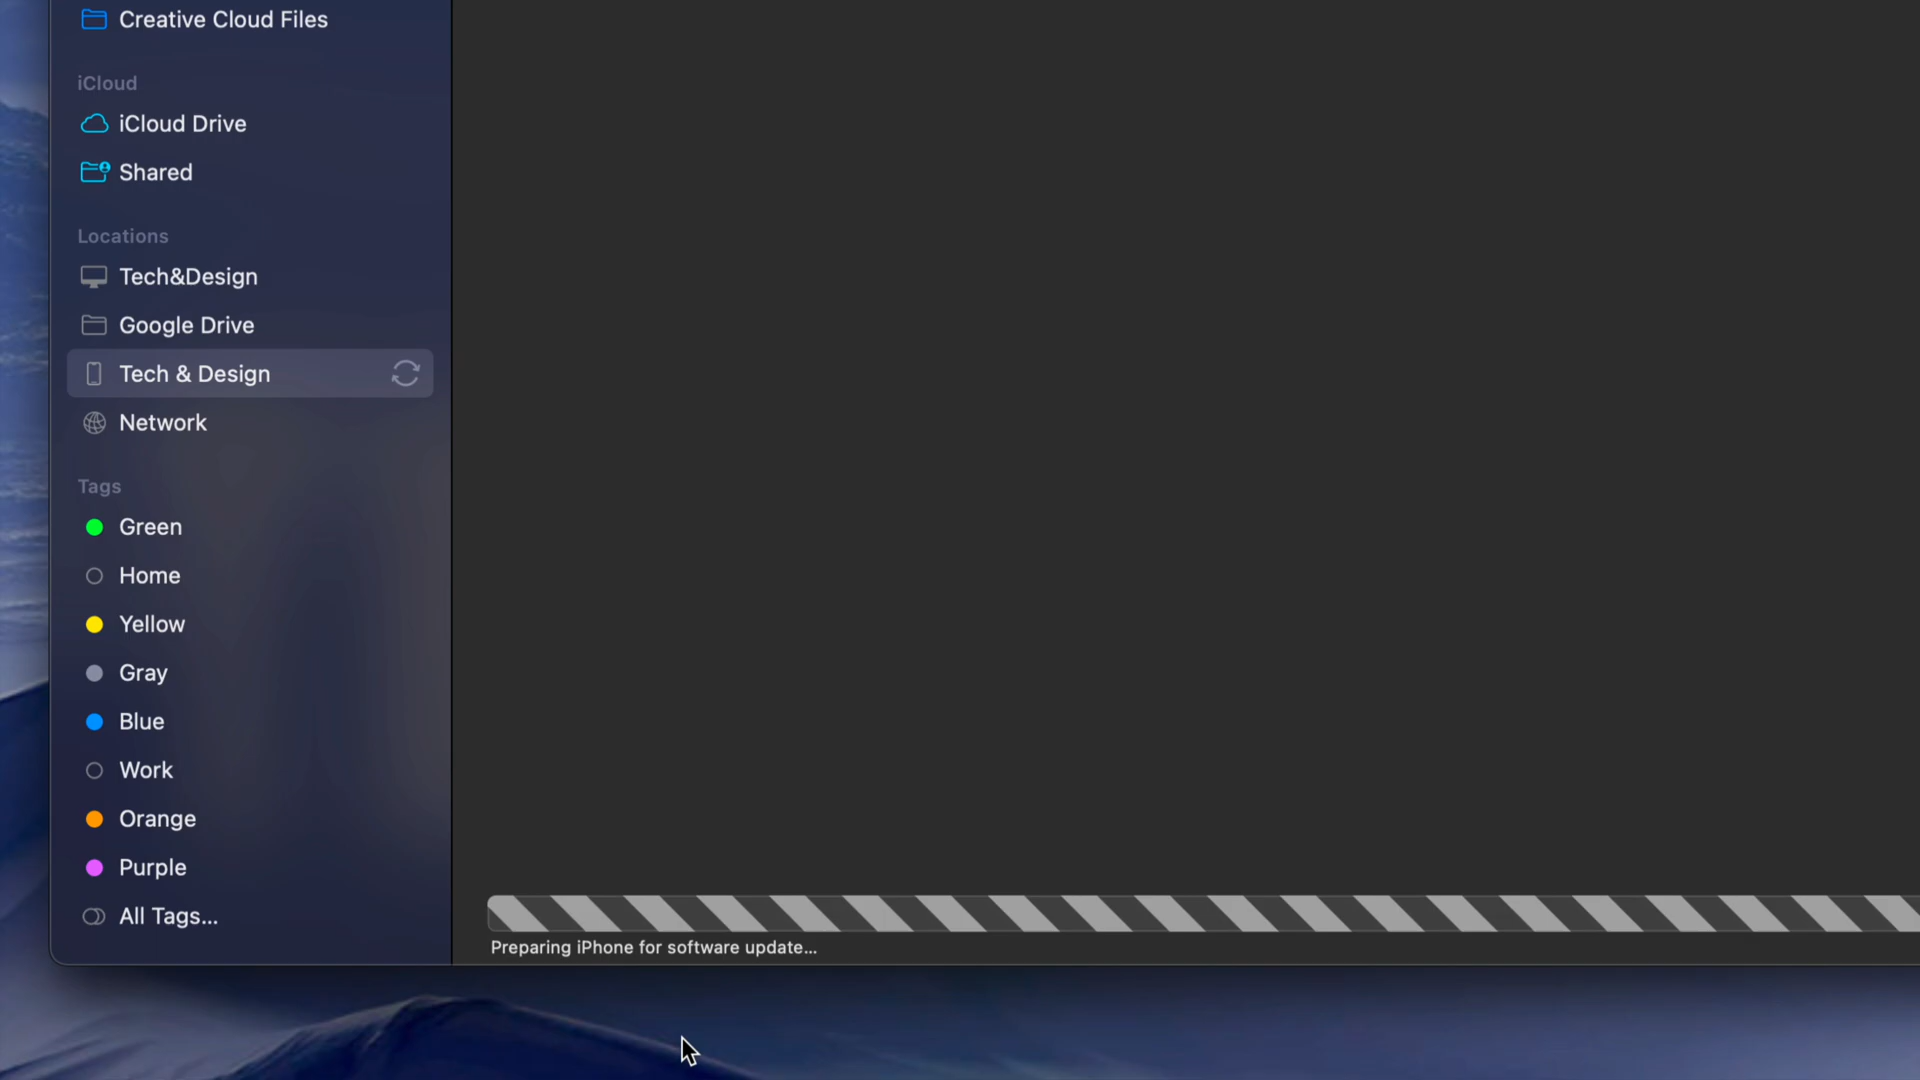 Creative Cloud Files
iCloud
iCloud Drive
Shared
Locations
Tech&Design
Google Drive
Tech & Design
Network
Tags
Green
Home
Yellow
Gray
Blue
Work
Orange
Purple
All Tags...
Preparing iPhone for software update...